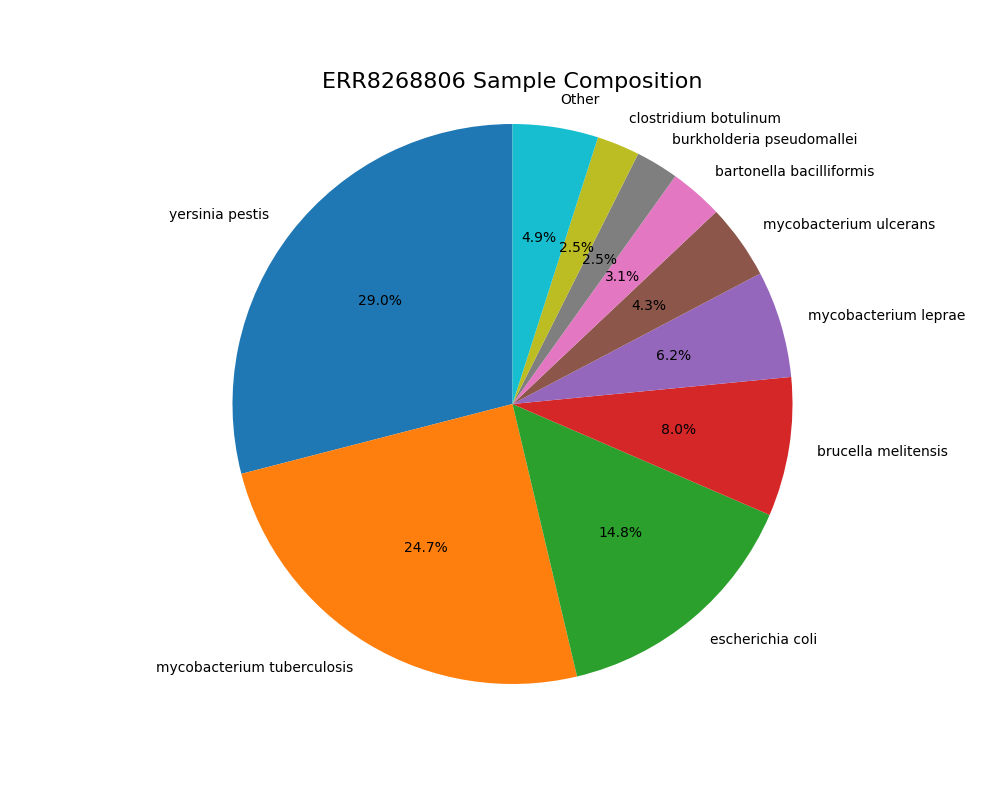 ERR8268806 Sample Composition
Other
clostridium botulinum
burkholderia pseudomallei
bartonella bacilliformis
mycobacterium ulcerans
yersinia pestis
mycobacterium leprae
brucella melitensis
escherichia coli
mycobacterium tuberculosis
4.9%
2.5%
2.5%
3.1%
4.3%
29.0%
6.2%
8.0%
14.8%
24.7%